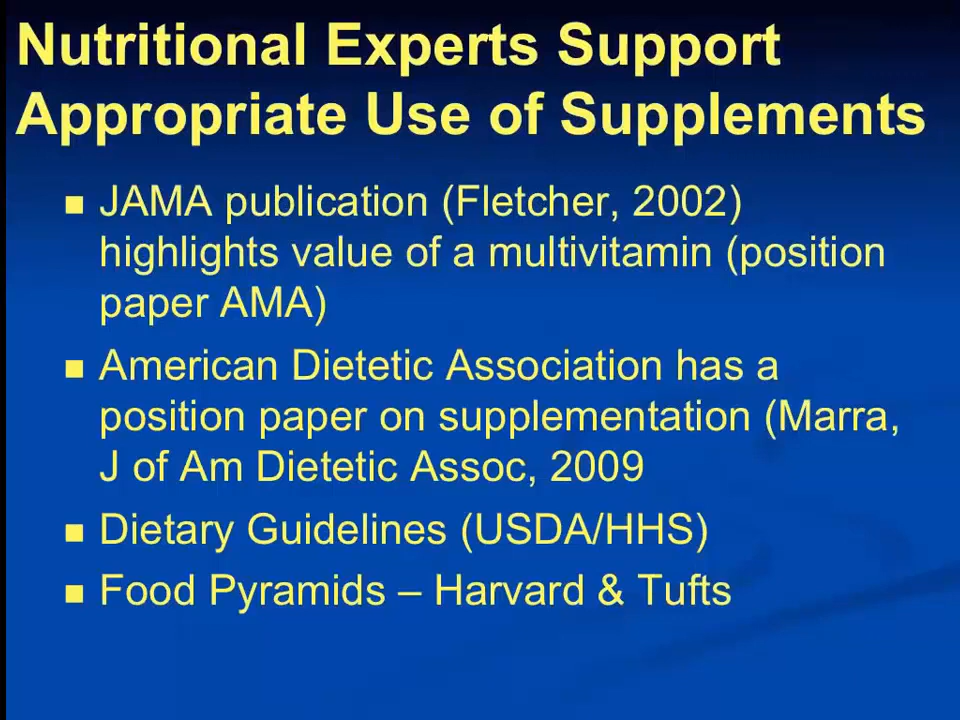 Nutritional Experts Support
Appropriate Use of Supplements
JAMA publication (Fletcher, 2002)
highlights value of a multivitamin (position
paper AMA)
American Dietetic Association has a
position paper on supplementation (Marra,
J of Am Dietetic Assoc, 2009
Dietary Guidelines (USDA/HHS)
Food Pyramids – Harvard & Tufts